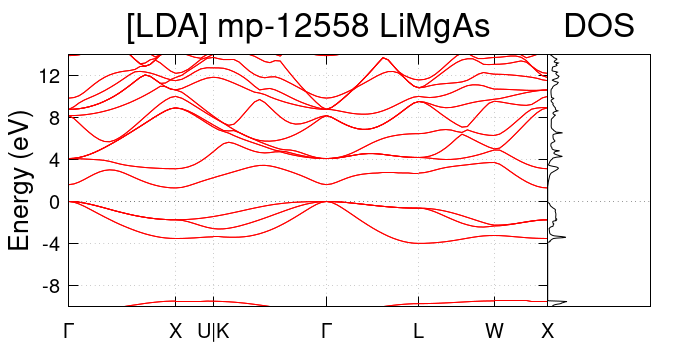 [LDA] mp-12558 LiMgAs DOS
Energy (eV)
12
8
4
0
-4
-8
Γ X U|K Γ L W X